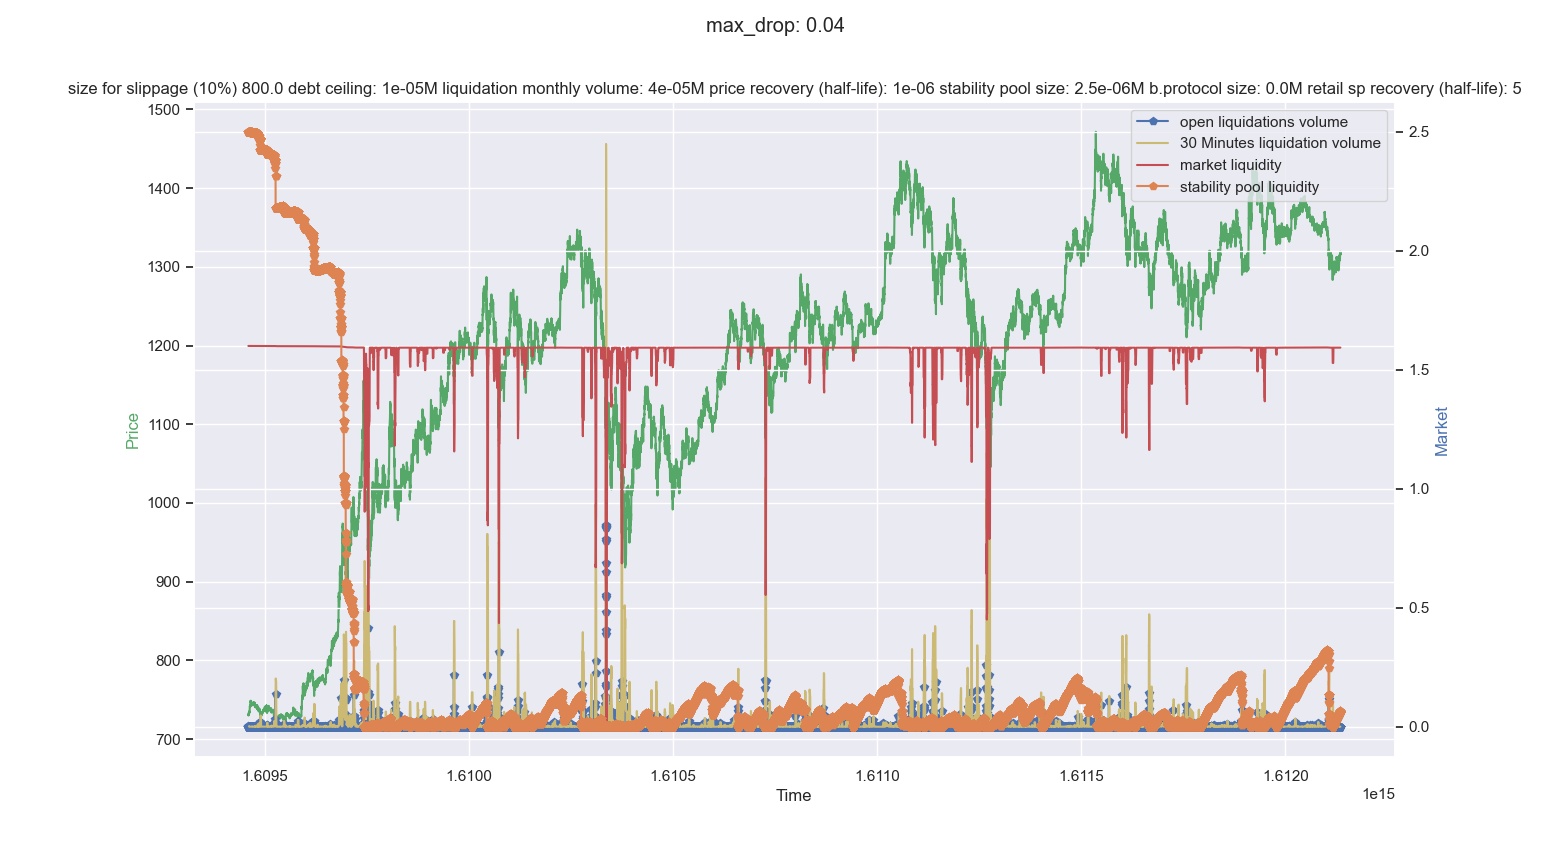 max_drop: 0.04
size for slippage (10%) 800.0 debt ceiling: 1e-05M liquidation monthly volume: 4e-05M price recovery (half-life): 1e-06 stability pool size: 2.5e-06M b.protocol size: 0.0M retail sp recovery (half-life): 5
open liquidations volume
30 Minutes liquidation volume
market liquidity
stability pool liquidity
1500
1400
1300
1200
1100
1000
900
800
700
Price
2.5
2.0
1.5
1.0
0.5
0.0
Market
1.6095
1.6100
1.6105
1.6110
1.6115
1.6120
1e15
Time